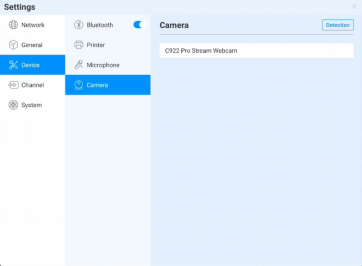 Settings
Network
General
Device
Channel
System
Bluetooth
Printer
Microphone
Camera
Camera
Detection
C922 Pro Stream Webcam